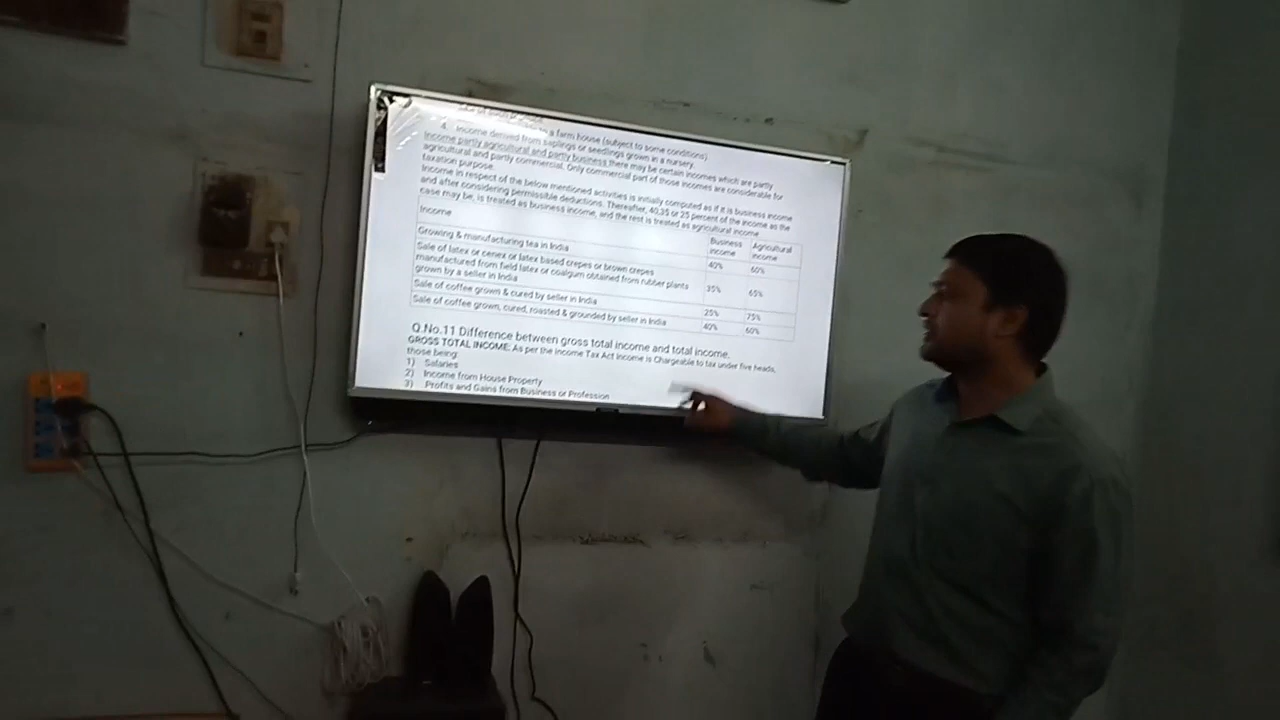 a farm house (subject to some conditions)
4. Income derived from saplings or seedlings grown in a nursery.
Income partly agricultural and partly business there may be certain incomes which are partly
agricultural and partly commercial. Only commercial part of those incomes are considerable for
taxation purpose.
Income in respect of the below mentioned activities is initially computed as if it is business income
and after considering permissible deductions. Thereafter, 40,35 or 25 percent of the income as the
case may be, is treated as business income, and the rest is treated as agricultural income
Income Business income Agricultural income
Growing & manufacturing tea in India 40% 60%
Sale of latex or cenex or latex based crepes or brown crepes
manufactured from field latex or coalgum obtained from rubber plants 35% 65%
grown by a seller in India
Sale of coffee grown & cured by seller in India 25% 75%
Sale of coffee grown, cured, roasted & grounded by seller in India 40% 60%
Q.No.11 Difference between gross total income and total income.
GROSS TOTAL INCOME: As per the Income Tax Act Income is Chargeable to tax under five heads,
those being:
1) Salaries
2) Income from House Property
3) Profits and Gains from Business or Profession